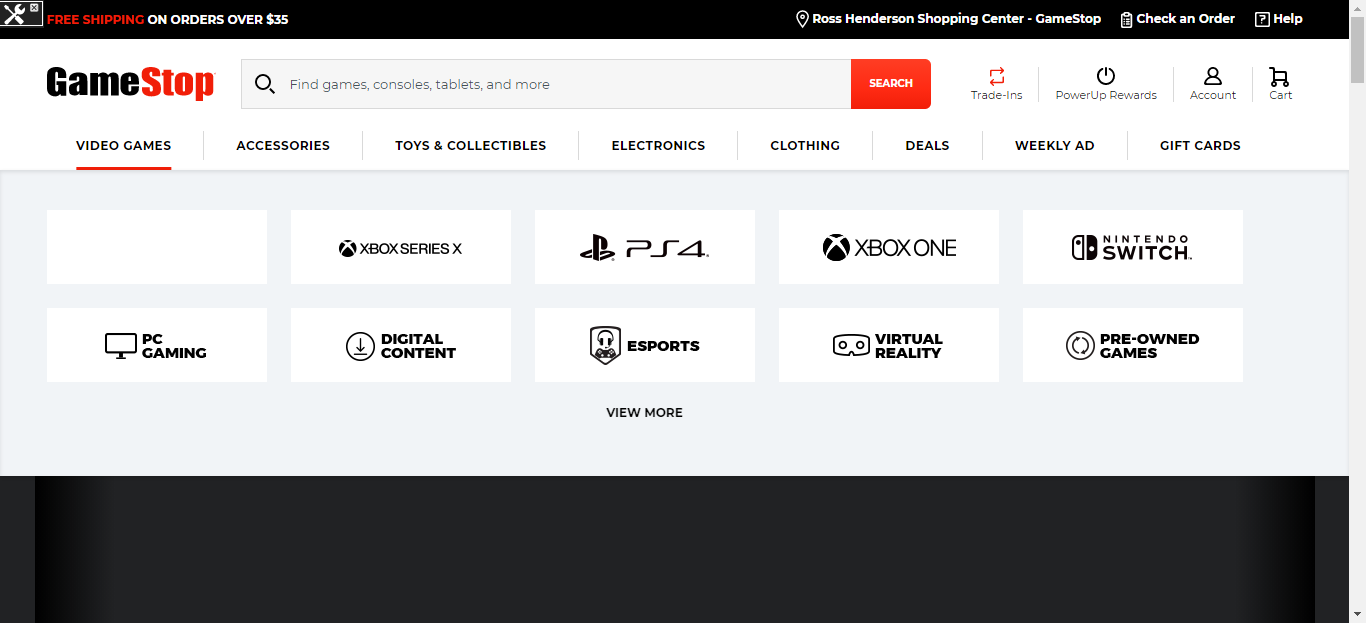 FREE SHIPPING ON ORDERS OVER $35
Ross Henderson Shopping Center - GameStop
Check an Order
Help
GameStop
Find games, consoles, tablets, and more
SEARCH
Trade-Ins
PowerUp Rewards
Account
Cart
VIDEO GAMES
ACCESSORIES
TOYS & COLLECTIBLES
ELECTRONICS
CLOTHING
DEALS
WEEKLY AD
GIFT CARDS
XBOX SERIES X
PS4
XBOX ONE
NINTENDO
SWITCH
PC
GAMING
DIGITAL
CONTENT
ESPORTS
VIRTUAL
REALITY
PRE-OWNED
GAMES
VIEW MORE